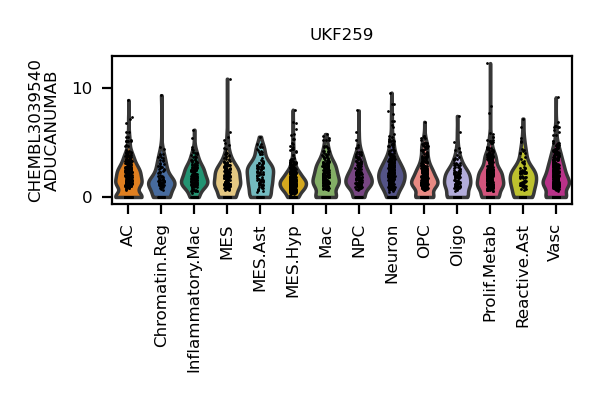 UKF259
CHEMBL3039540
ADUCANUMAB
10
0
AC
Chromatin.Reg
Inflammatory.Mac
MES
MES.Ast
MES.Hyp
Mac
NPC
Neuron
OPC
Oligo
Prolif.Metab
Reactive.Ast
Vasc